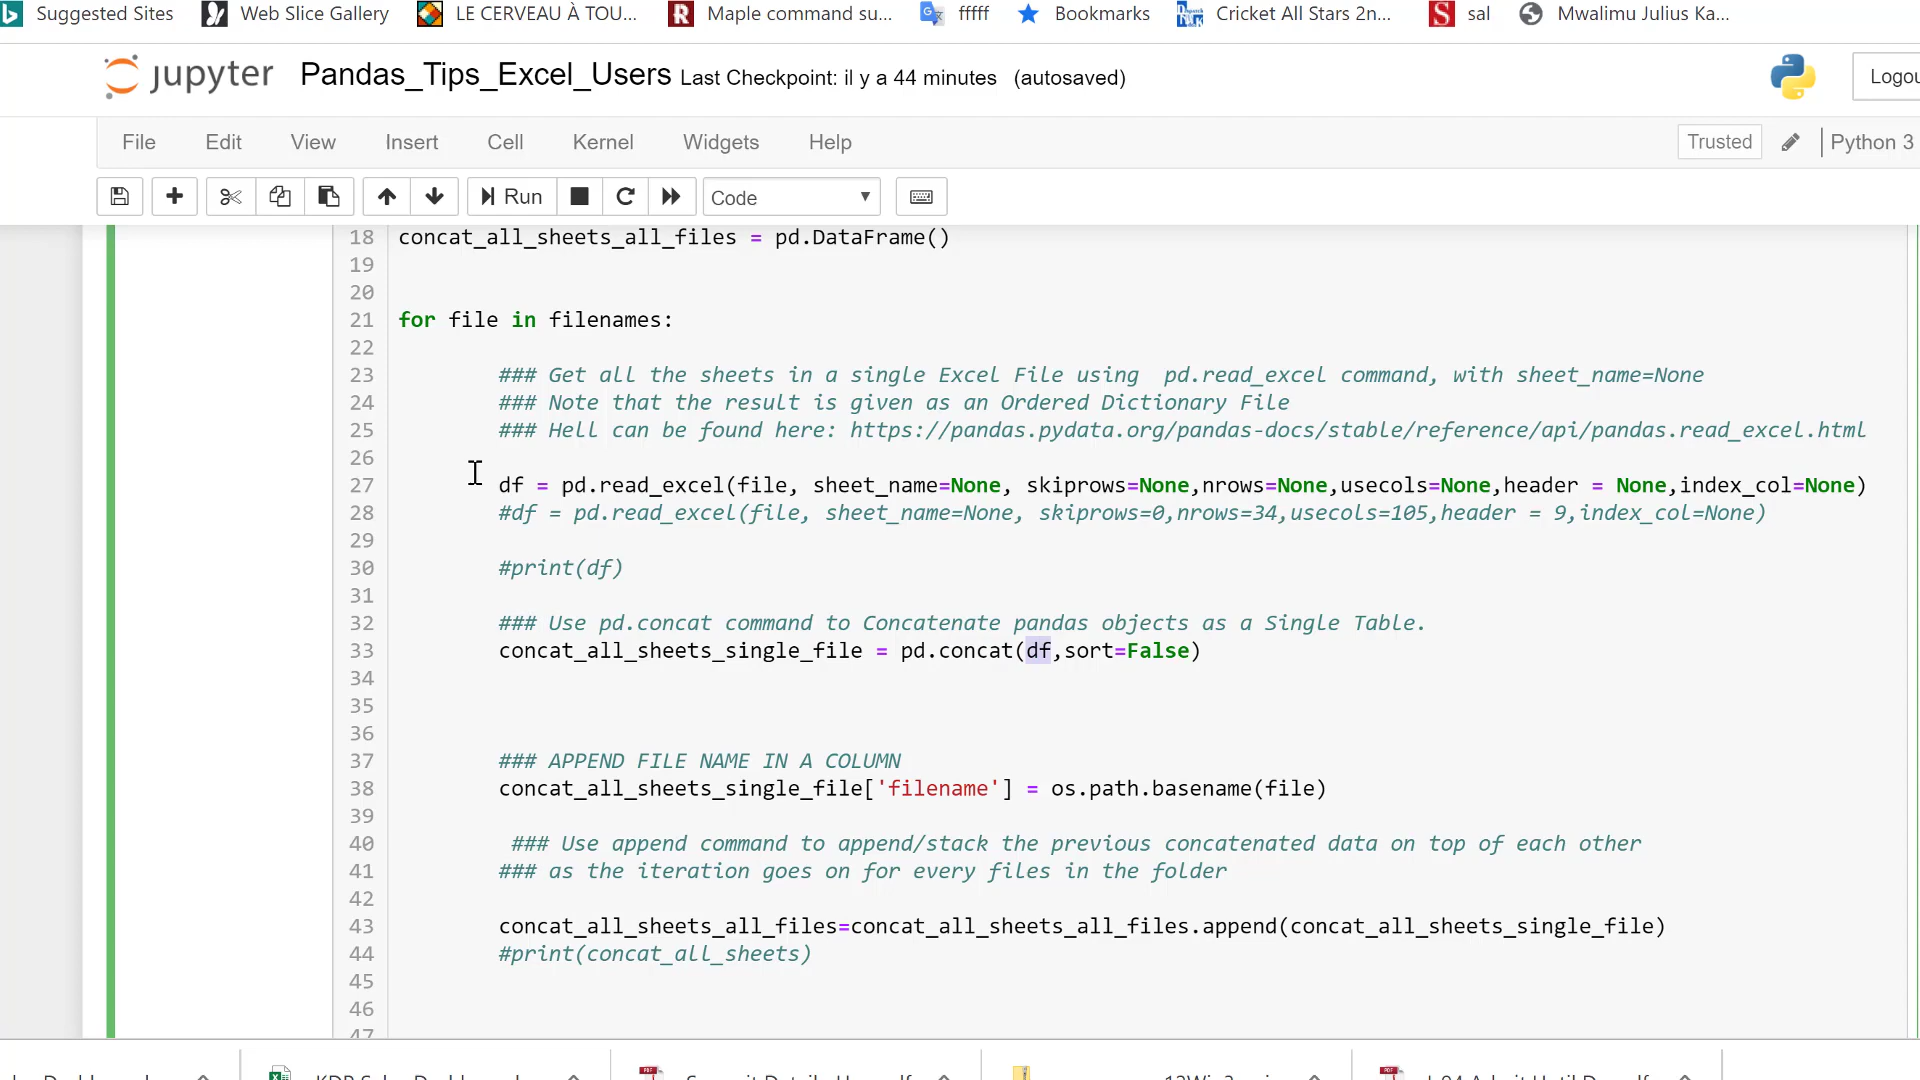 Suggested Sites Web Slice Gallery LE CERVEAU À TOU... Maple command su... fffff Bookmarks Cricket All Stars 2n... sal Mwalimu Julius Ka...
jupyter Pandas_Tips_Excel_Users Last Checkpoint: il y a 44 minutes (autosaved) Logou
File Edit View Insert Cell Kernel Widgets Help Trusted Python 3
Run Code
18 concat_all_sheets_all_files = pd.DataFrame()
19
20
21 for file in filenames:
22
23 ### Get all the sheets in a single Excel File using  pd.read_excel command, with sheet_name=None
24 ### Note that the result is given as an Ordered Dictionary File
25 ### Hell can be found here: https://pandas.pydata.org/pandas-docs/stable/reference/api/pandas.read_excel.html
26
27 df = pd.read_excel(file, sheet_name=None, skiprows=None,nrows=None,usecols=None,header = None,index_col=None)
28 #df = pd.read_excel(file, sheet_name=None, skiprows=0,nrows=34,usecols=105,header = 9,index_col=None)
29
30 #print(df)
31
32 ### Use pd.concat command to Concatenate pandas objects as a Single Table.
33 concat_all_sheets_single_file = pd.concat(df,sort=False)
34
35
36
37 ### APPEND FILE NAME IN A COLUMN
38 concat_all_sheets_single_file['filename'] = os.path.basename(file)
39
40 ### Use append command to append/stack the previous concatenated data on top of each other
41 ### as the iteration goes on for every files in the folder
42
43 concat_all_sheets_all_files=concat_all_sheets_all_files.append(concat_all_sheets_single_file)
44 #print(concat_all_sheets)
45
46
47